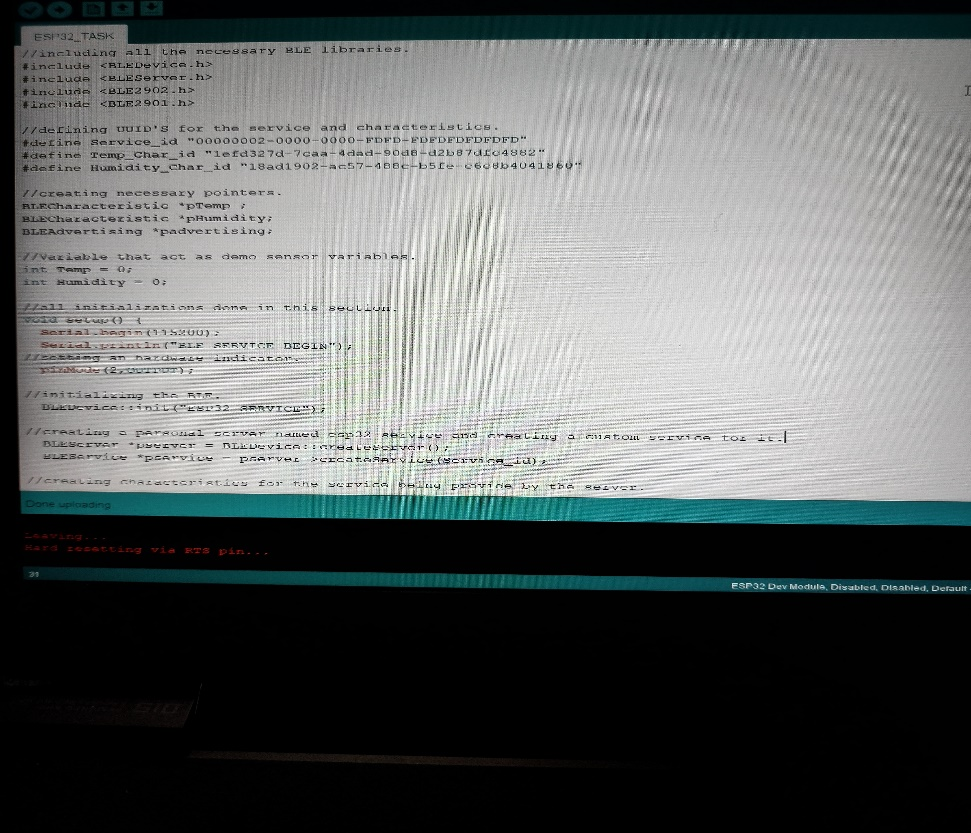 ESP32_TASK
//including all the necessary BLE libraries.
#include <BLEDevice.h>
#include <BLEServer.h>
#include <BLE2902.h>
#include <BLE2901.h>
//defining UUID'S for the service and characteristics.
#define Service_id "00000002-0000-0000-FDFD-FDFDFDFDFDFD"
#define Temp_Char_id
#define Humidity_Char_id
//creating necessary pointers.
BLECharacteristic *pTemp ;
BLECharacteristic *pHumidity;
BLEAdvertising *padvertising;
//Variable that act as demo sensor variables.
int Temp = 0;
int Humidity = 0;
//all initializations done in this section.
void setup() {
Serial.begin(115200);
Serial.println("BLE SERVICE BEGIN");
//setting an hardware indicator.
pinMode(2,OUTPUT);
//initializing the BLE.
BLEDevice::init("ESP32 SERVICE");
//creating a personal server named esp32 service and creating a custom service for it.
BLEServer *pServer = BLEDevice::createServer();
BLEService *pService = pServer->createService(Service_id);
//creating characteristics for the service being provide by the server.
Done uploading
Leaving...
Hard resetting via RTS pin...
31
ESP32 Dev Module, Disabled, Disabled, Default